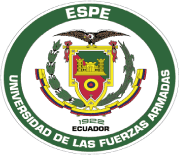 ESPE
1922
ECUADOR
UNIVERSIDAD DE LAS FUERZAS ARMADAS